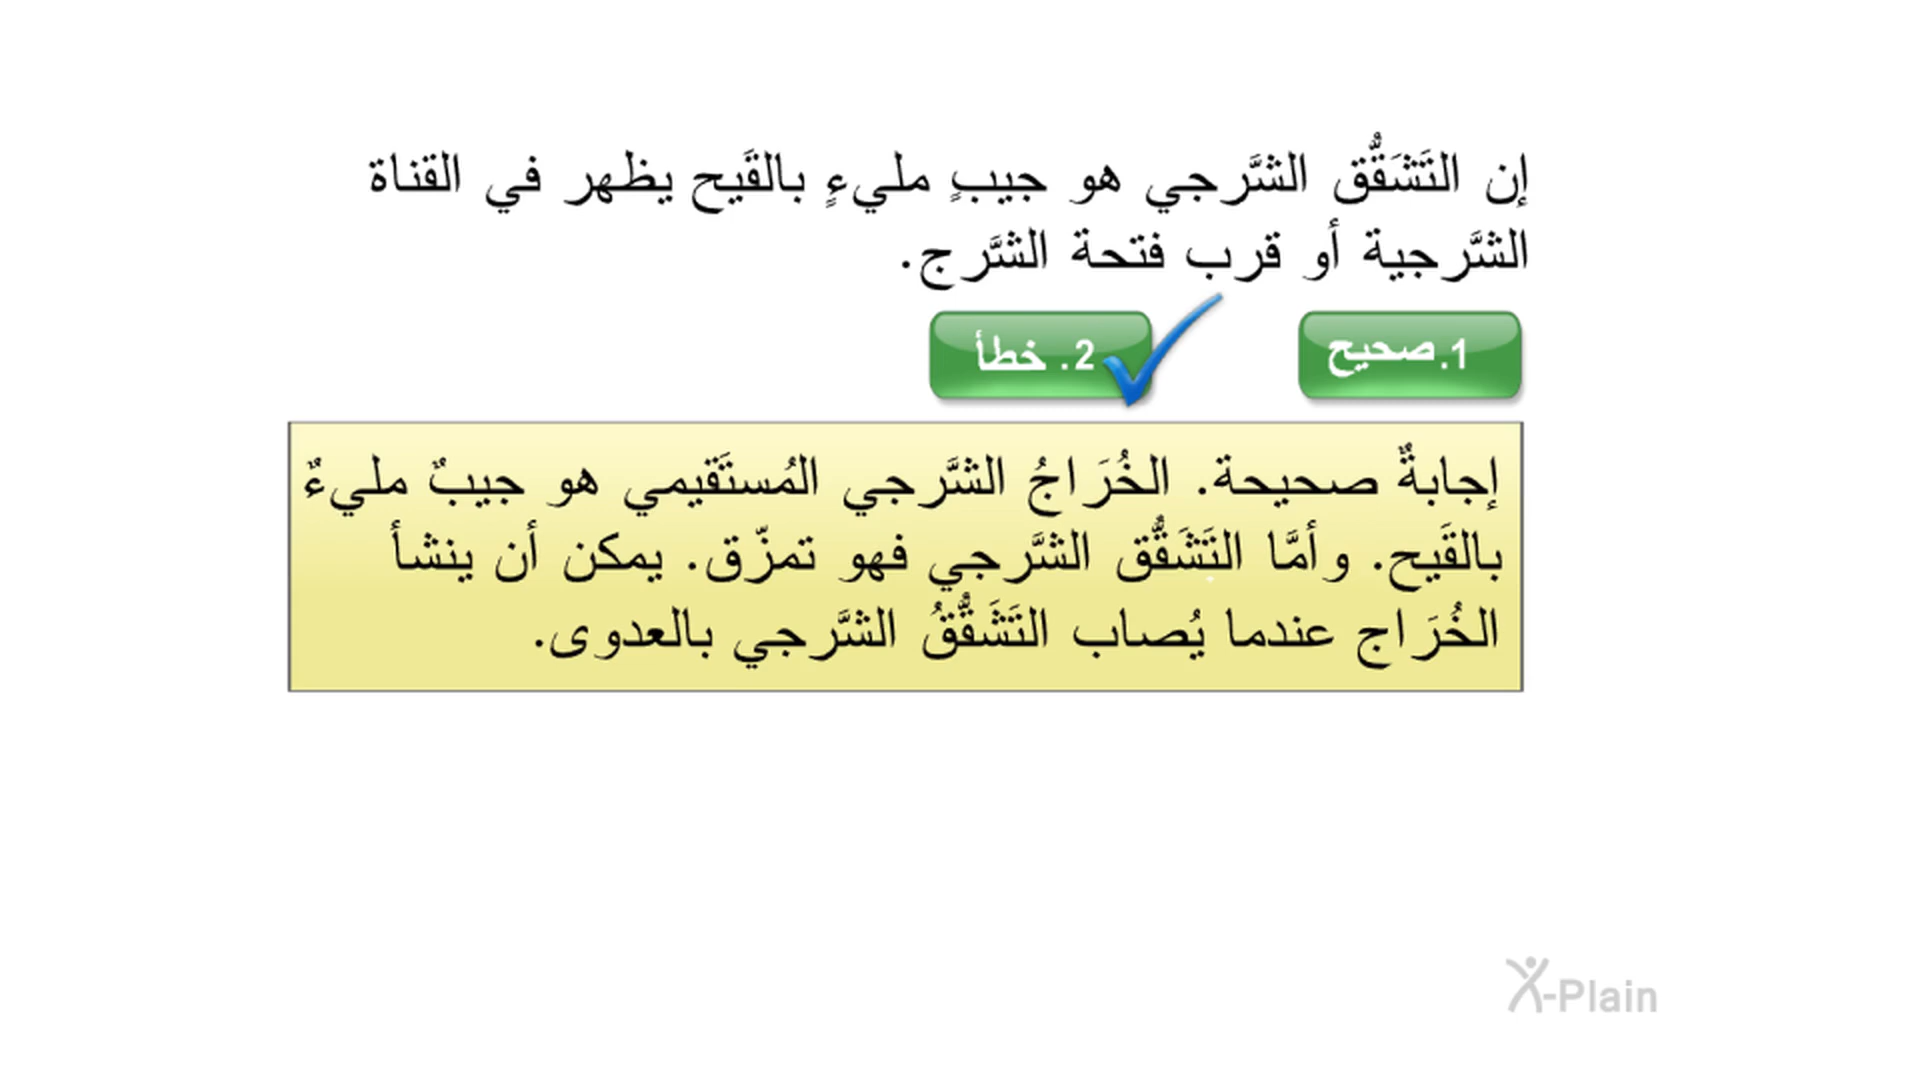 إن التَشَقُّق الشَّرجي هو جيبٍ مليءٍ بالقَيح يظهر في القناة
الشَّرجية أو قرب فتحة الشَّرج.
1. صحيح
2. خطأ
إجابةٌ صحيحة. الخُرَاجُ الشَّرجي المُستَقيمي هو جيبٌ مليءٌ
بالقَيح. وأمَّا التَشَقُّق الشَّرجي فهو تمزّق. يمكن أن ينشأ
الخُرَاج عندما يُصاب التَشَقُّقُ الشَّرجي بالعدوى.
X-Plain